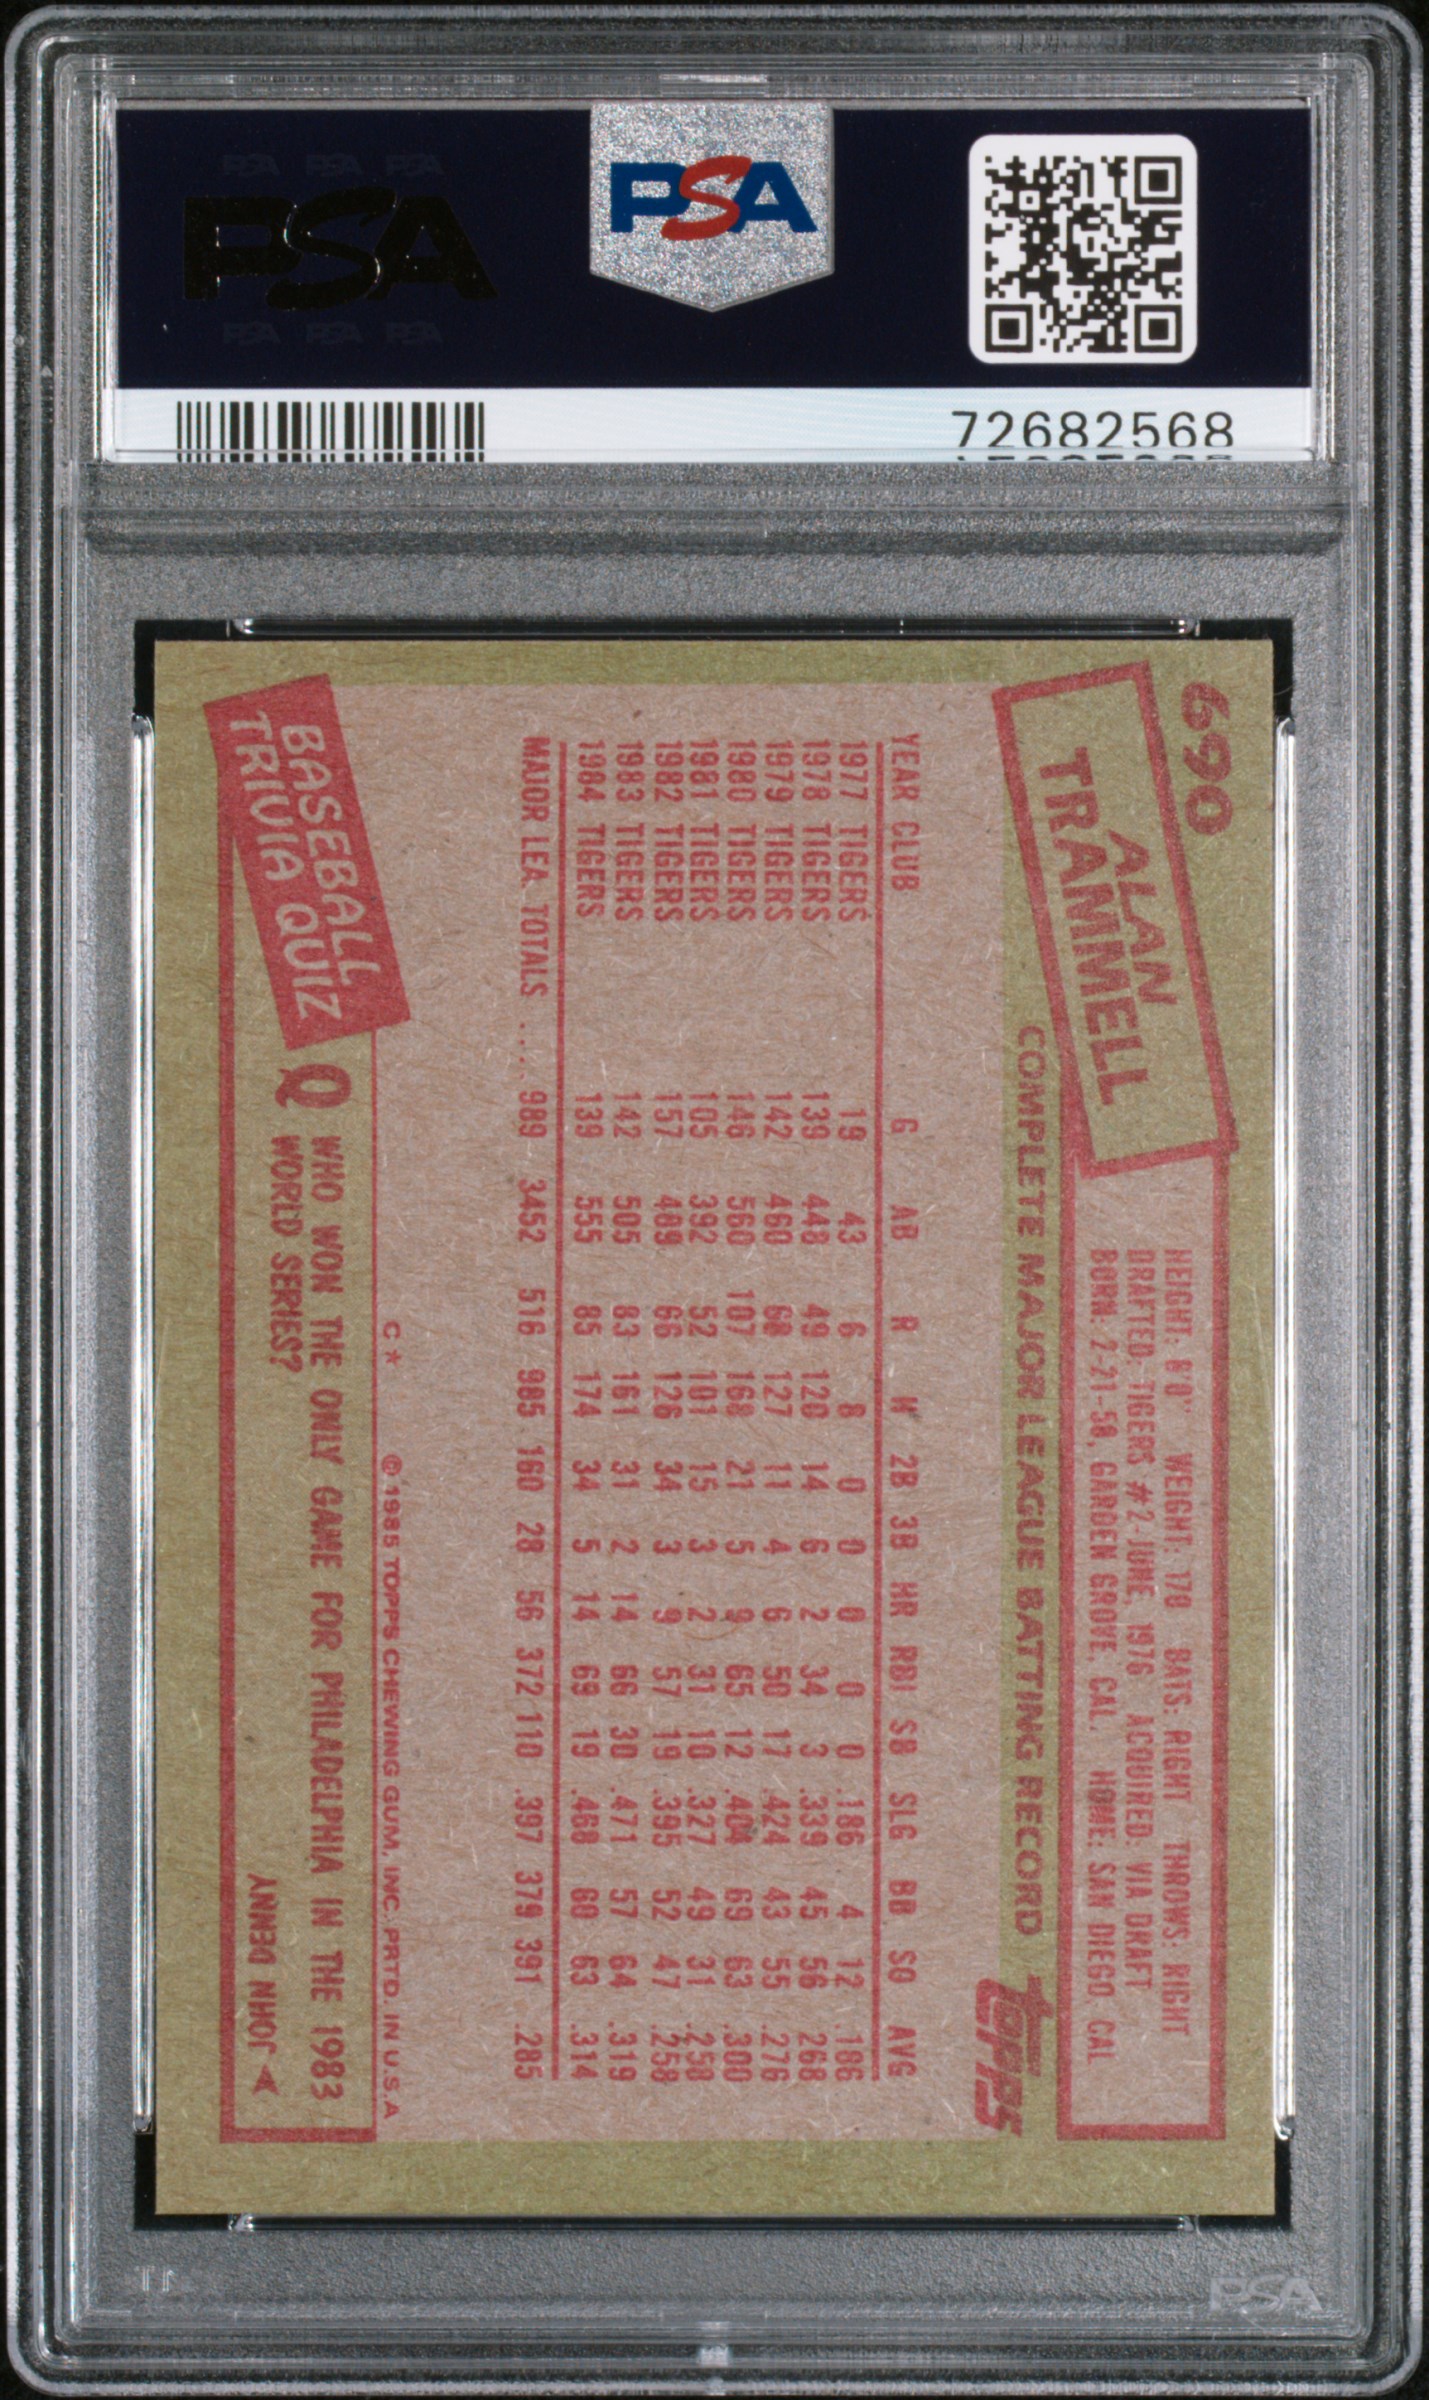 PSA
72682568
690
ALAN
TRAMMELL
HEIGHT: 6'0" WEIGHT: 170 BATS: RIGHT THROWS: RIGHT
DRAFTED: TIGERS #2-JUNE, 1976 ACQUIRED: VIA DRAFT
BORN: 2-21-58, GARDEN GROVE, CAL. HOME: SAN DIEGO, CAL
COMPLETE MAJOR LEAGUE BATTING RECORD
Topps
YEAR CLUB G AB R H 2B 3B HR RBI SB SLG BB SO AVG
1977 TIGERS 19 43 6 8 0 0 0 0 0 .186 4 12 .186
1978 TIGERS 139 448 49 120 14 6 2 34 3 .339 45 56 .268
1979 TIGERS 142 460 68 127 11 4 6 50 17 .424 43 55 .276
1980 TIGERS 146 560 107 168 21 5 9 65 12 .404 69 63 .300
1981 TIGERS 105 392 52 101 15 3 2 31 10 .327 49 31 .258
1982 TIGERS 157 489 66 126 34 3 9 57 19 .395 52 47 .258
1983 TIGERS 142 505 83 161 31 2 14 66 30 .471 57 64 .319
1984 TIGERS 139 555 85 174 34 5 14 69 19 .468 60 63 .314
MAJOR LEA. TOTALS .... 989 3452 516 985 160 28 56 372 110 .397 379 391 .285
C* © 1985 TOPPS CHEWING GUM, INC. PRTD. IN U.S.A
BASEBALL
TRIVIA QUIZ
Q WHO WON THE ONLY GAME FOR PHILADELPHIA IN THE 1983
WORLD SERIES?
JOHN DENNY
PSA
PSA PSA PSA
PSA
PSA PSA PSA